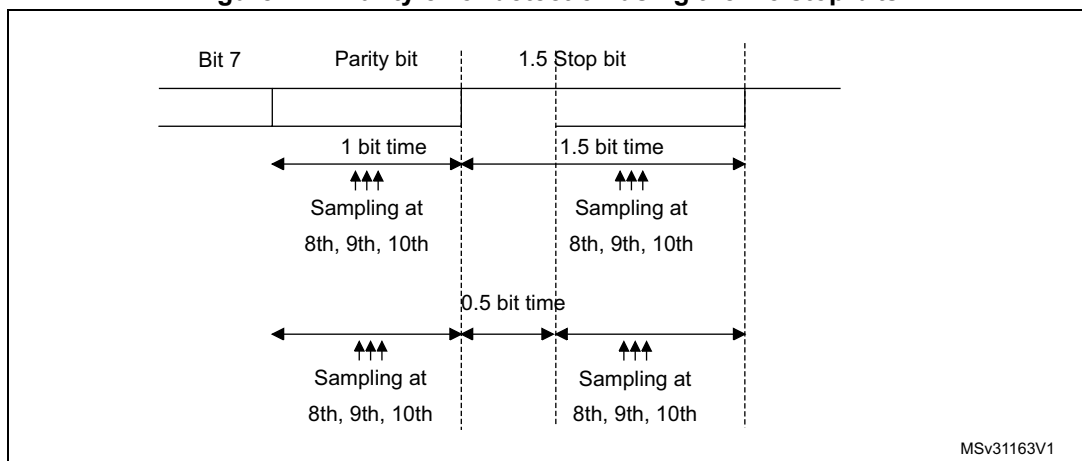 Bit 7 Parity bit 1.5 Stop bit
1 bit time 1.5 bit time
Sampling at Sampling at
8th, 9th, 10th 8th, 9th, 10th
0.5 bit time
Sampling at Sampling at
8th, 9th, 10th 8th, 9th, 10th
MSv31163V1